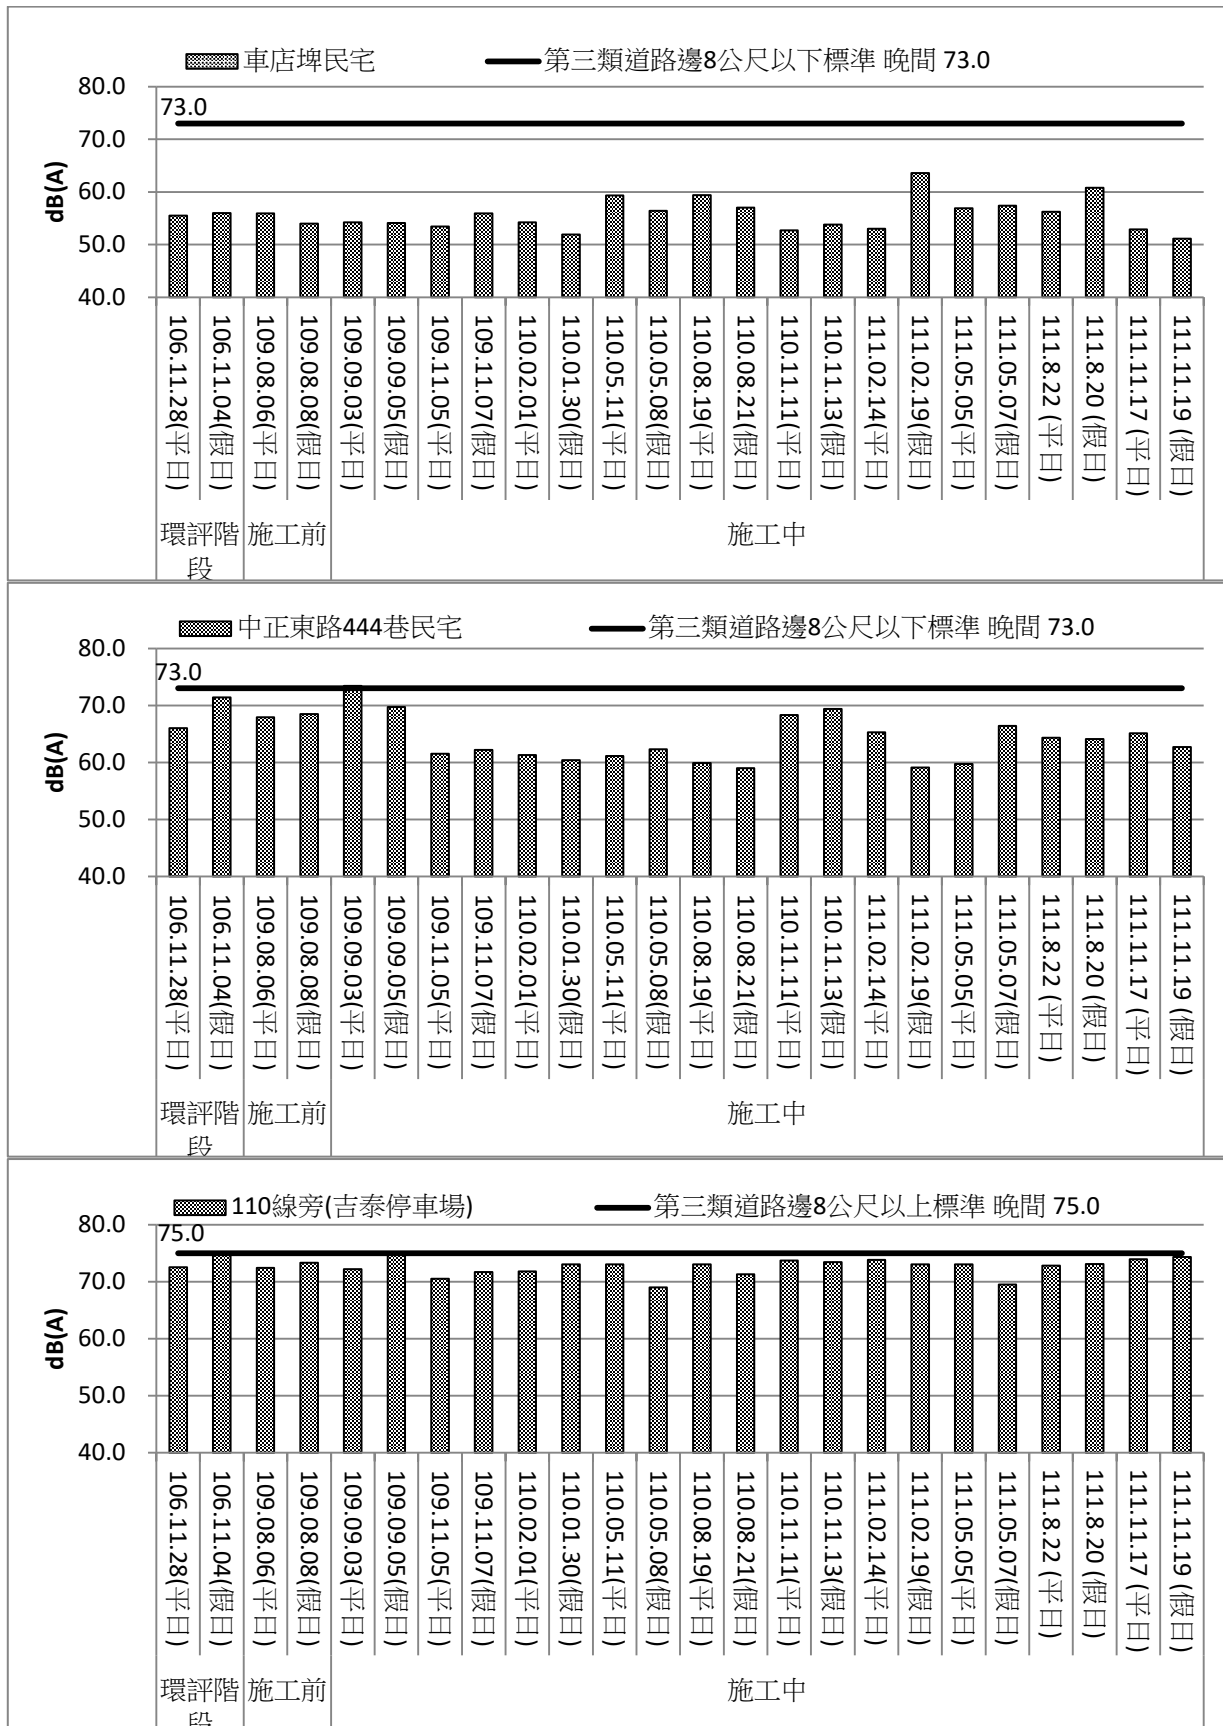 車店埤民宅 第三類道路邊8公尺以下標準 晚間 73.0
80.0
73.0
70.0
60.0
50.0
40.0
dB(A)
106.11.28(平日)
106.11.04(假日)
109.08.06(平日)
109.08.08(假日)
109.09.03(平日)
109.09.05(假日)
109.11.05(平日)
109.11.07(假日)
110.02.01(平日)
110.01.30(假日)
110.05.11(平日)
110.05.08(假日)
110.08.19(平日)
110.08.21(假日)
110.11.11(平日)
110.11.13(假日)
111.02.14(平日)
111.02.19(假日)
111.05.05(平日)
111.05.07(假日)
111.8.22 (平日)
111.8.20 (假日)
111.11.17 (平日)
111.11.19 (假日)
環評階段
施工前
施工中
中正東路444巷民宅 第三類道路邊8公尺以下標準 晚間 73.0
80.0
73.0
70.0
60.0
50.0
40.0
dB(A)
106.11.28(平日)
106.11.04(假日)
109.08.06(平日)
109.08.08(假日)
109.09.03(平日)
109.09.05(假日)
109.11.05(平日)
109.11.07(假日)
110.02.01(平日)
110.01.30(假日)
110.05.11(平日)
110.05.08(假日)
110.08.19(平日)
110.08.21(假日)
110.11.11(平日)
110.11.13(假日)
111.02.14(平日)
111.02.19(假日)
111.05.05(平日)
111.05.07(假日)
111.8.22 (平日)
111.8.20 (假日)
111.11.17 (平日)
111.11.19 (假日)
環評階段
施工前
施工中
110線旁(吉泰停車場) 第三類道路邊8公尺以上標準 晚間 75.0
80.0
75.0
70.0
60.0
50.0
40.0
dB(A)
106.11.28(平日)
106.11.04(假日)
109.08.06(平日)
109.08.08(假日)
109.09.03(平日)
109.09.05(假日)
109.11.05(平日)
109.11.07(假日)
110.02.01(平日)
110.01.30(假日)
110.05.11(平日)
110.05.08(假日)
110.08.19(平日)
110.08.21(假日)
110.11.11(平日)
110.11.13(假日)
111.02.14(平日)
111.02.19(假日)
111.05.05(平日)
111.05.07(假日)
111.8.22 (平日)
111.8.20 (假日)
111.11.17 (平日)
111.11.19 (假日)
環評階段
施工前
施工中